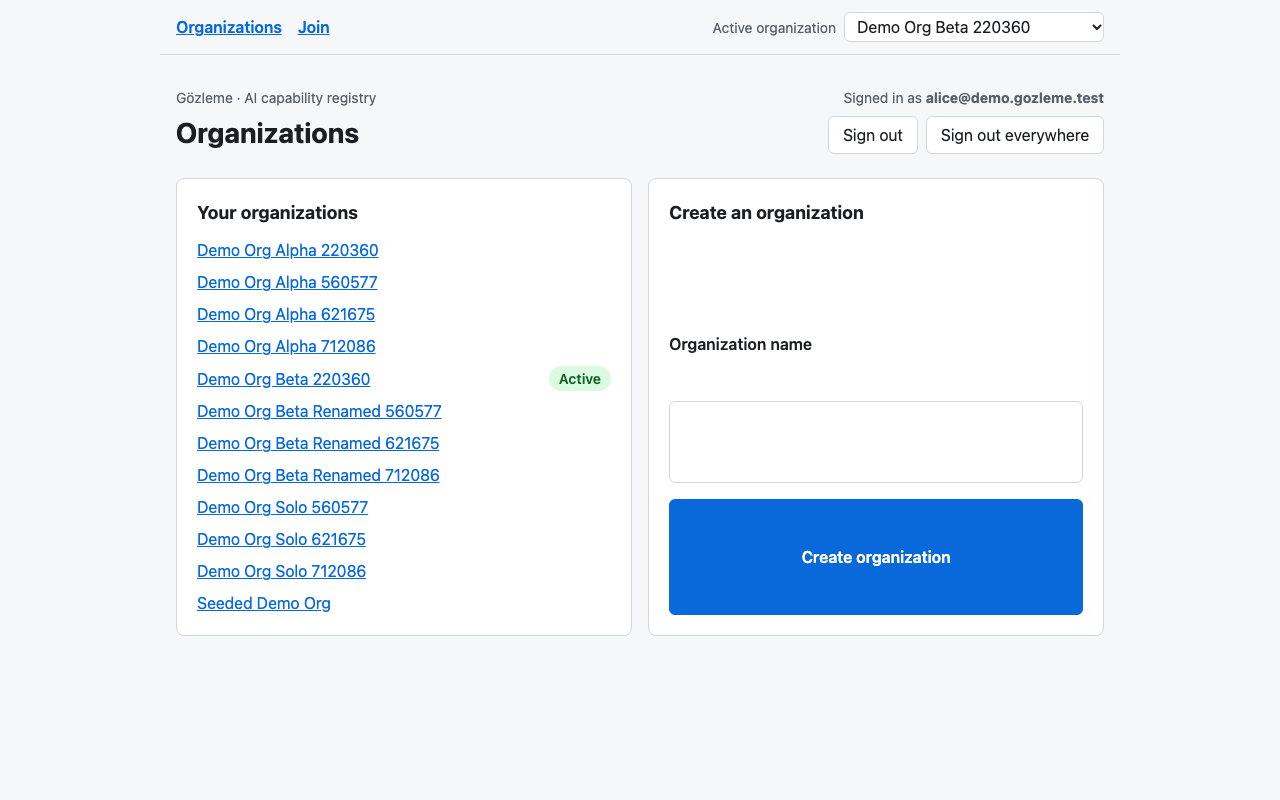 Organizations Join
Active organization Demo Org Beta 220360
Gözleme · AI capability registry
Signed in as alice@demo.gozleme.test
Organizations
Sign out Sign out everywhere
Your organizations
Demo Org Alpha 220360
Demo Org Alpha 560577
Demo Org Alpha 621675
Demo Org Alpha 712086
Demo Org Beta 220360 Active
Demo Org Beta Renamed 560577
Demo Org Beta Renamed 621675
Demo Org Beta Renamed 712086
Demo Org Solo 560577
Demo Org Solo 621675
Demo Org Solo 712086
Seeded Demo Org
Create an organization
Organization name
Create organization